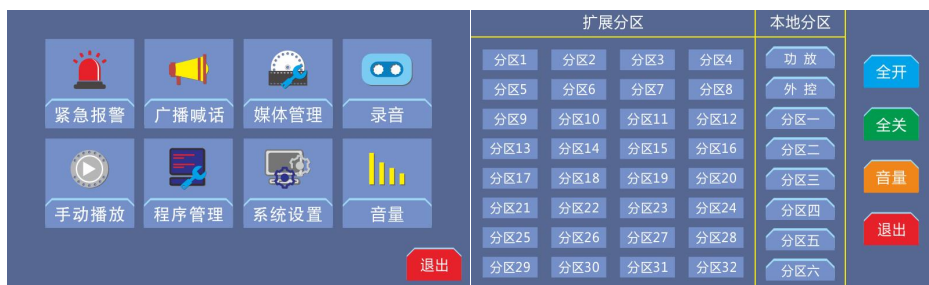 紧急报警 广播喊话 媒体管理 录音
手动播放 程序管理 系统设置 音量
退出
扩展分区 本地分区
分区1 分区2 分区3 分区4 功放
分区5 分区6 分区7 分区8 外控
分区9 分区10 分区11 分区12 分区一
分区13 分区14 分区15 分区16 分区二
分区17 分区18 分区19 分区20 分区三
分区21 分区22 分区23 分区24 分区四
分区25 分区26 分区27 分区28 分区五
分区29 分区30 分区31 分区32 分区六
全开
全关
音量
退出